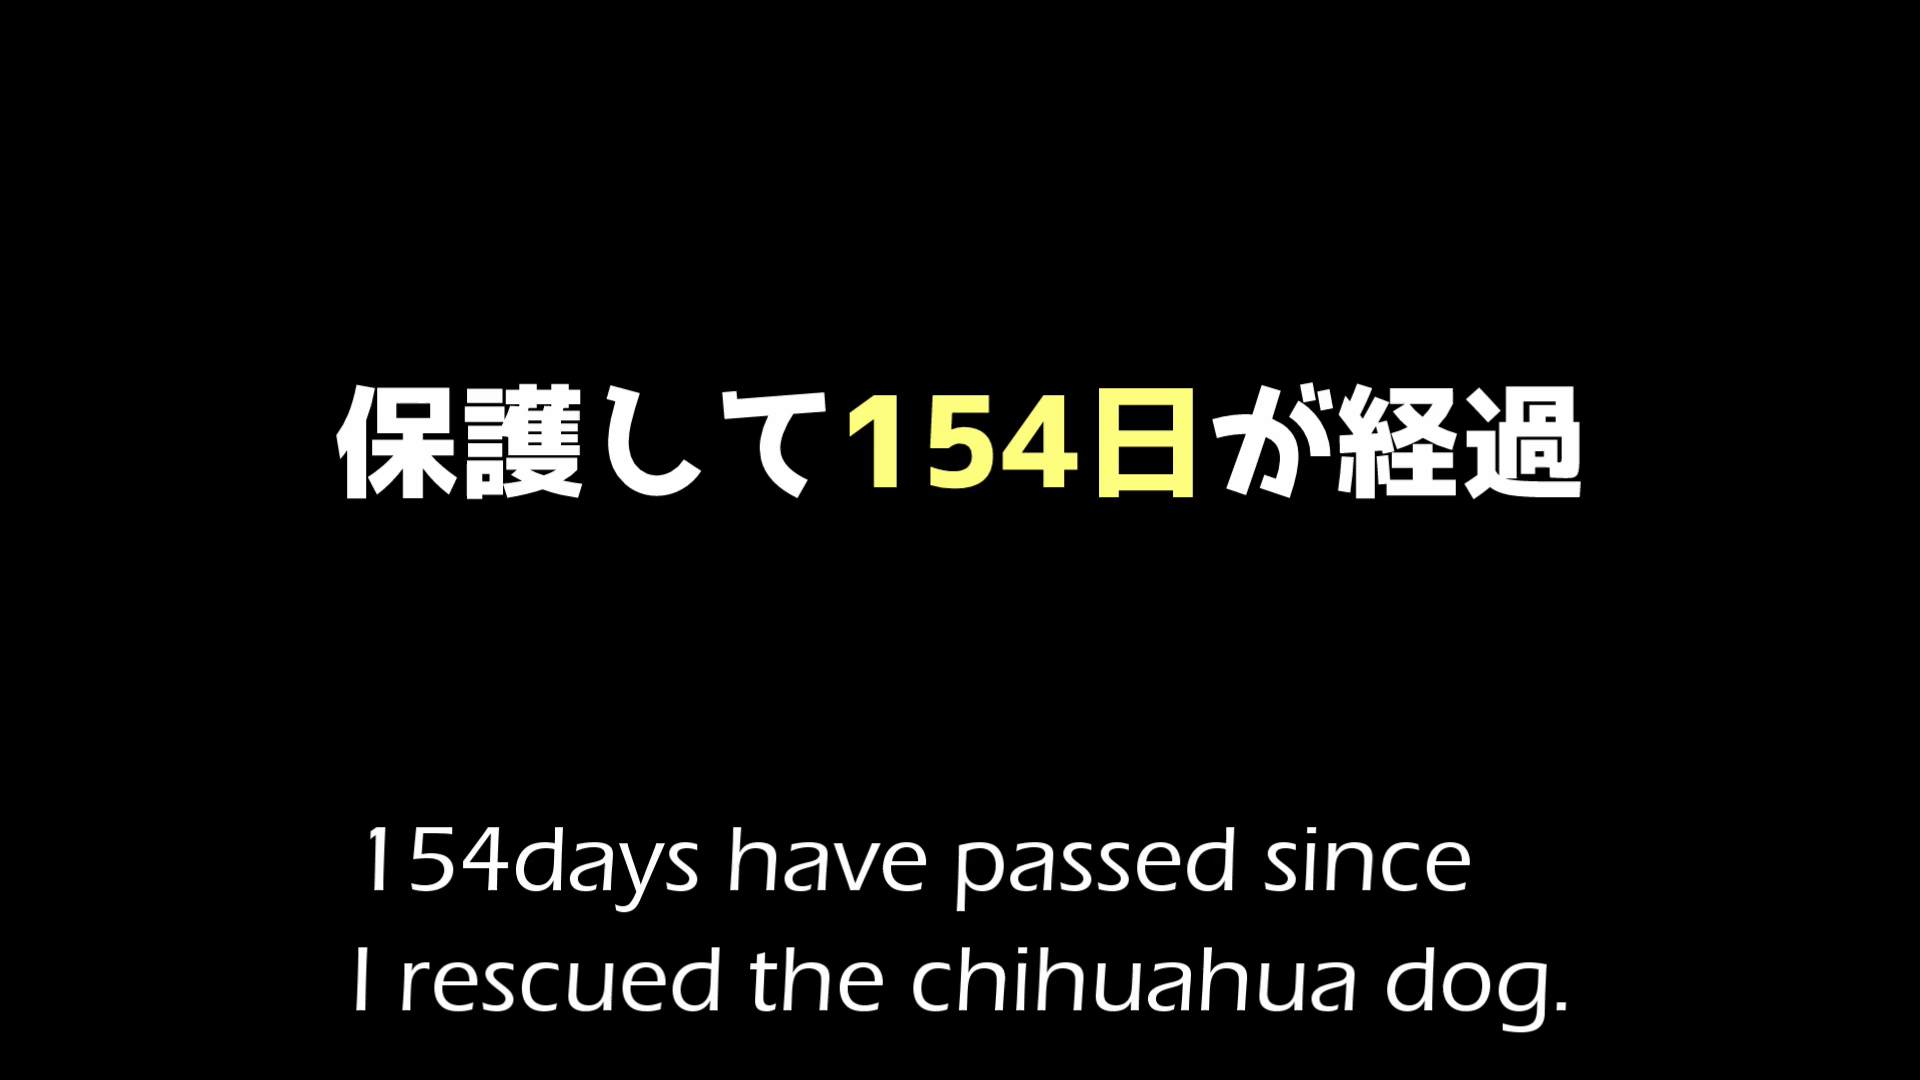 保護して154日が経過
154days have passed since
I rescued the chihuahua dog.